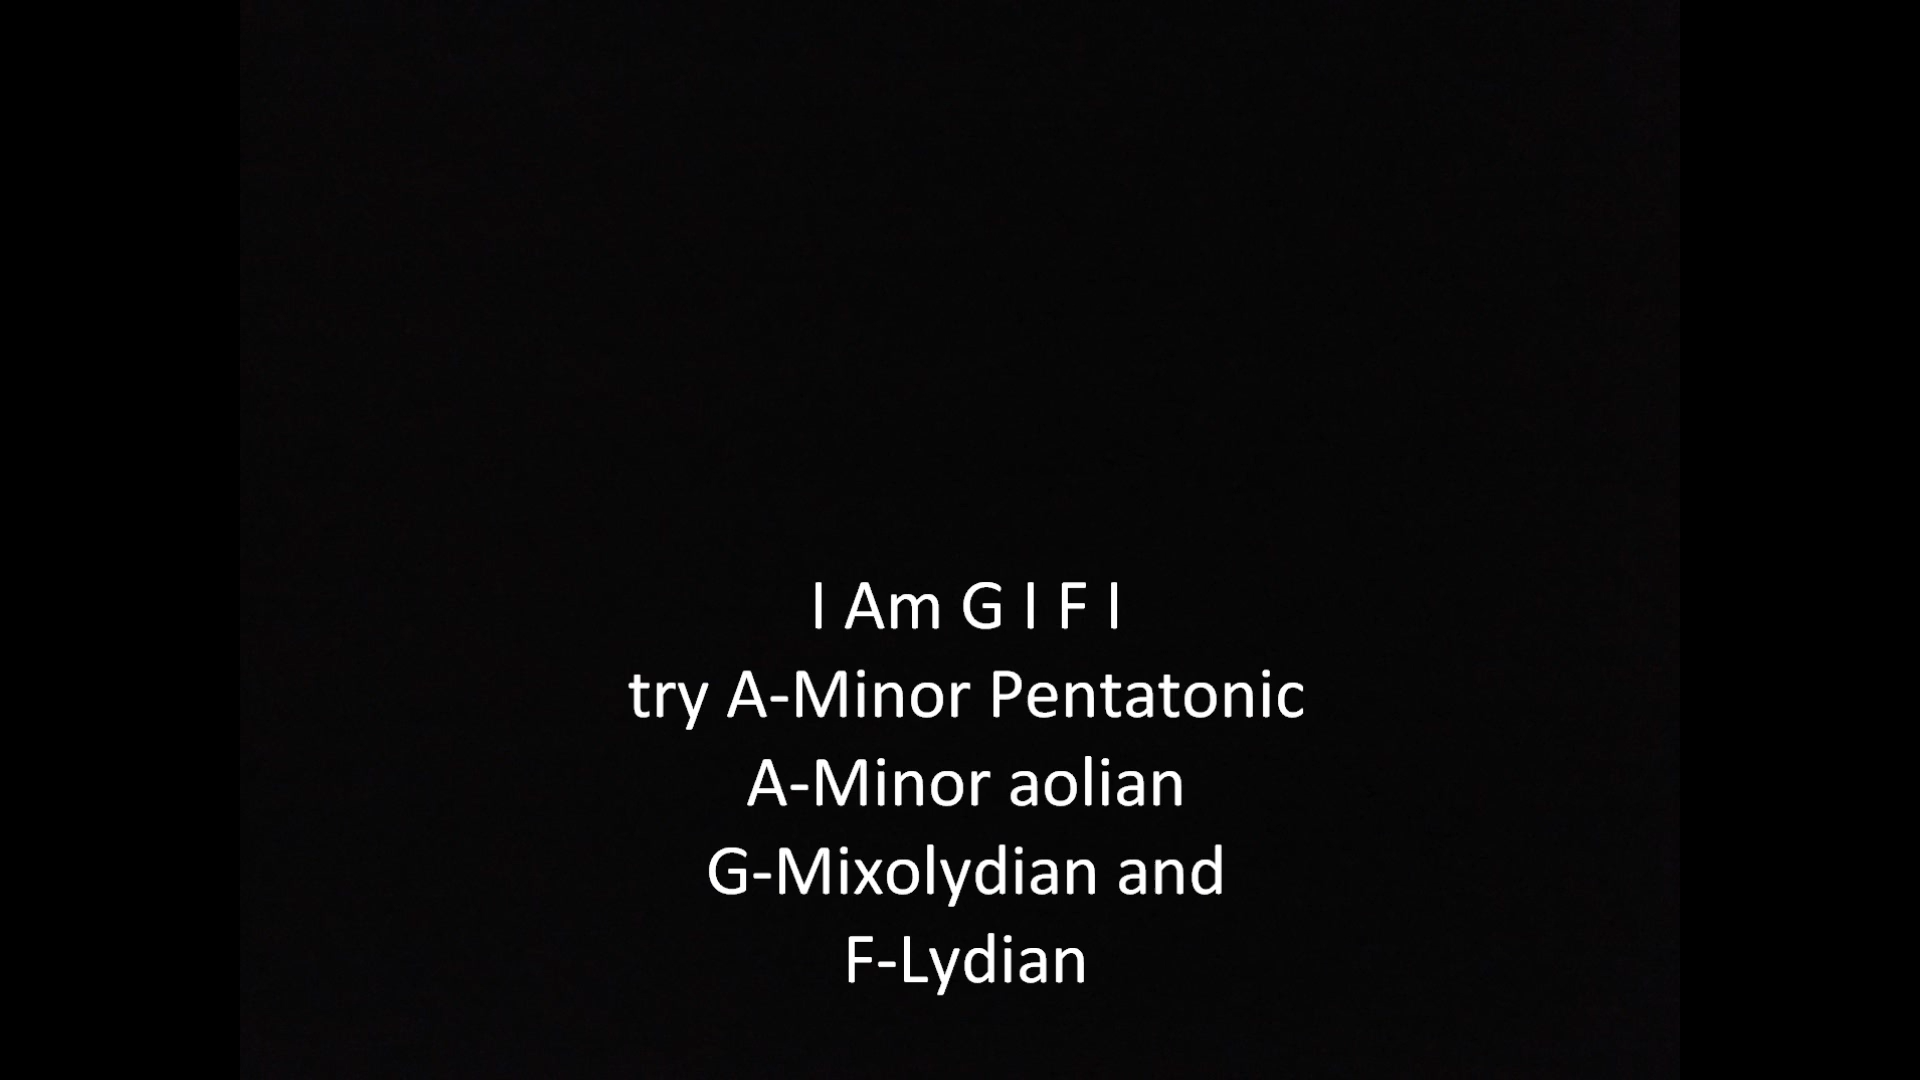 I Am G I F I
try A-Minor Pentatonic
A-Minor aolian
G-Mixolydian and
F-Lydian